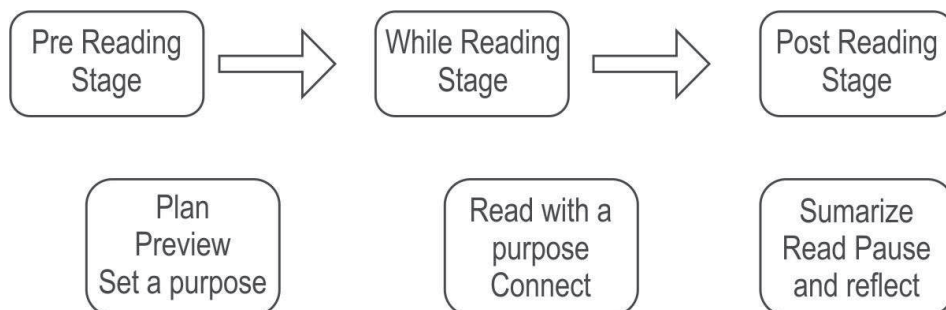 Pre Reading
Stage
While Reading
Stage
Post Reading
Stage
Plan
Preview
Set a purpose
Read with a
purpose
Connect
Sumarize
Read Pause
and reflect